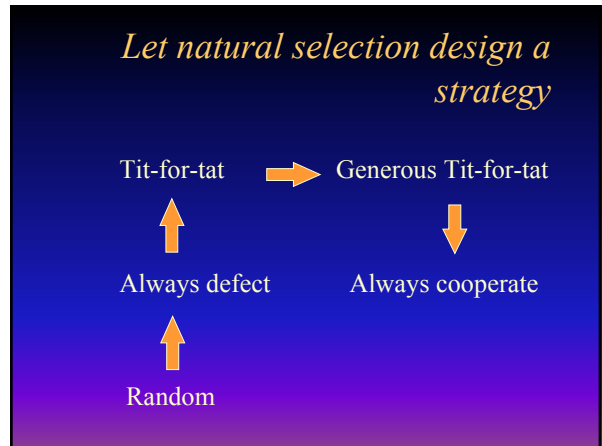 Let natural selection design a
strategy
Tit-for-tat
Generous Tit-for-tat
Always defect
Always cooperate
Random